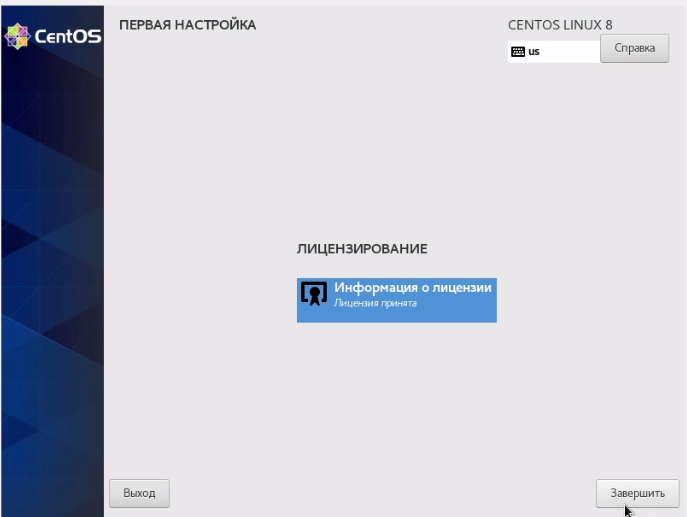 CentOS
ПЕРВАЯ НАСТРОЙКА
CENTOS LINUX 8
us
Справка
ЛИЦЕНЗИРОВАНИЕ
Информация о лицензии
Лицензия принята
Выход
Завершить